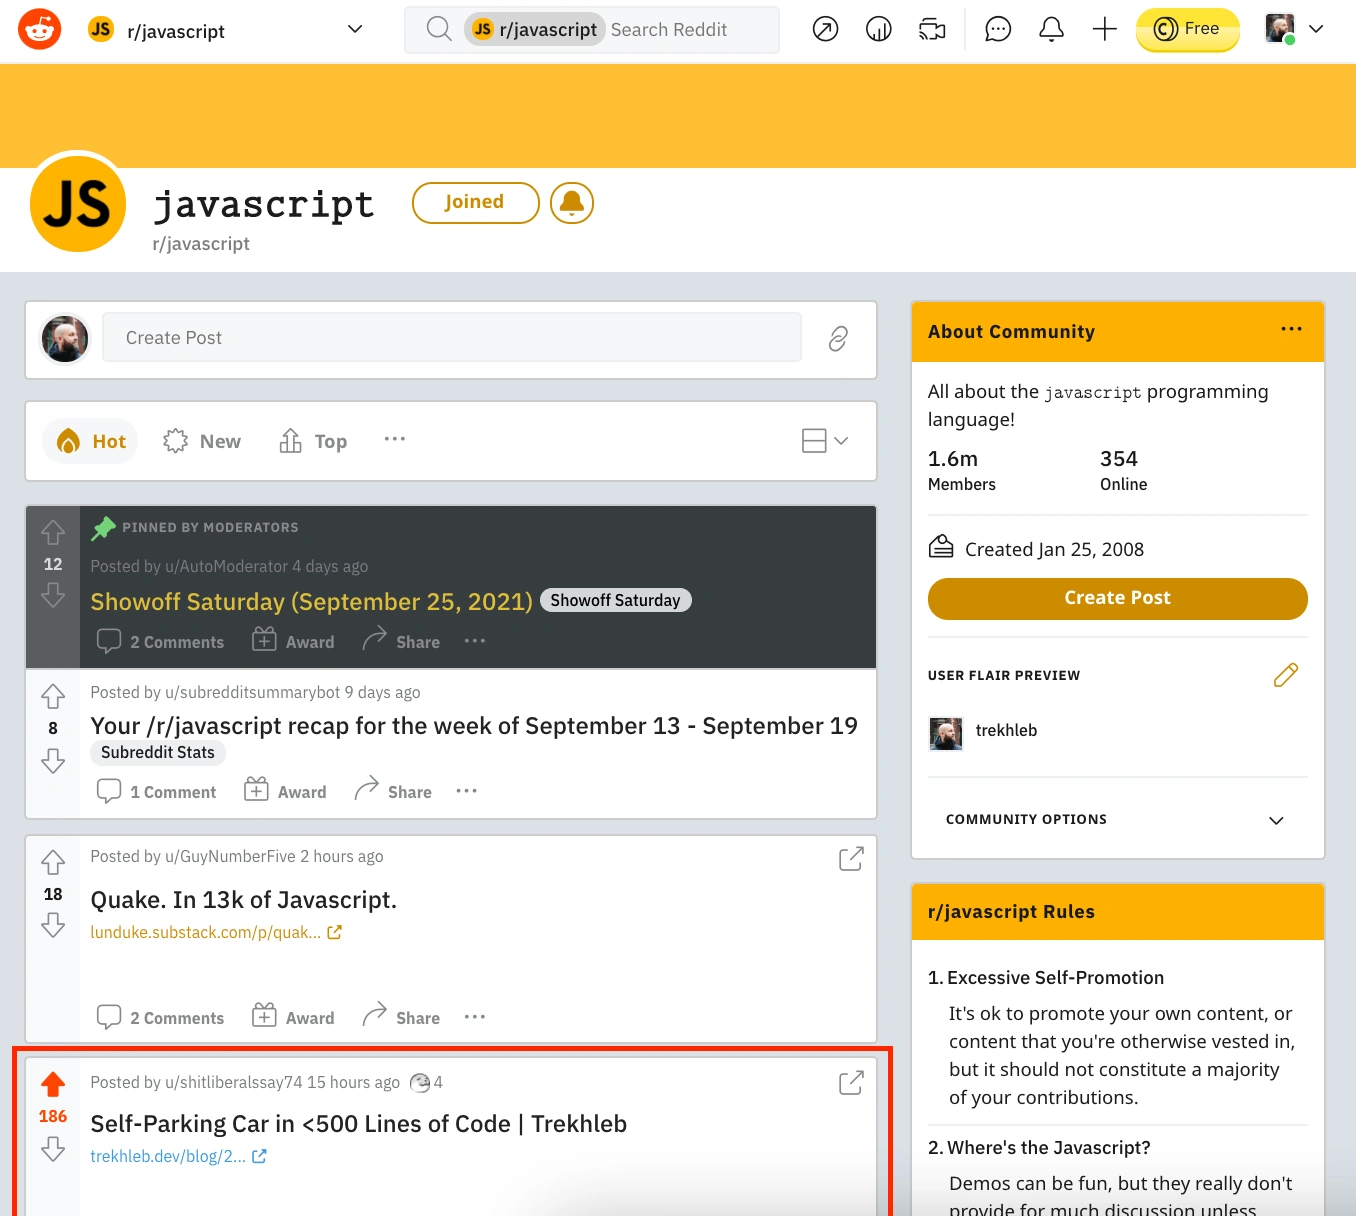 JS r/javascript
JS r/javascript Search Reddit
Free
JS
javascript
Joined
r/javascript
Create Post
Hot
New
Top
PINNED BY MODERATORS
Posted by u/AutoModerator 4 days ago
12
Showoff Saturday (September 25, 2021) Showoff Saturday
2 Comments Award Share
Posted by u/subredditsummarybot 9 days ago
8
Your /r/javascript recap for the week of September 13 - September 19
Subreddit Stats
1 Comment Award Share
Posted by u/GuyNumberFive 2 hours ago
18
Quake. In 13k of Javascript.
lunduke.substack.com/p/quak...
2 Comments Award Share
Posted by u/shitliberalssay74 15 hours ago 4
186
Self-Parking Car in <500 Lines of Code | Trekhleb
trekhleb.dev/blog/2...
About Community
All about the javascript programming
language!
1.6m 354
Members Online
Created Jan 25, 2008
Create Post
USER FLAIR PREVIEW
trekhleb
COMMUNITY OPTIONS
r/javascript Rules
1. Excessive Self-Promotion
It's ok to promote your own content, or
content that you're otherwise vested in,
but it should not constitute a majority
of your contributions.
2. Where's the Javascript?
Demos can be fun, but they really don't
provide for much discussion unless